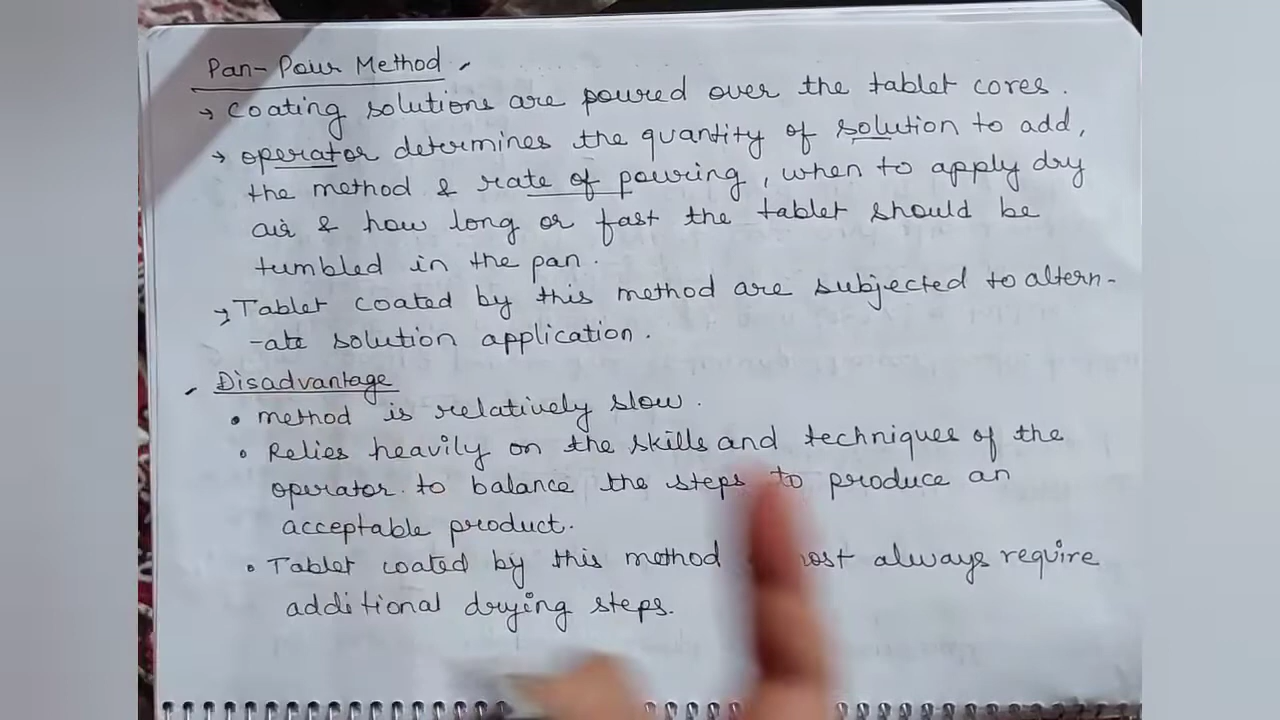 Pan-Pour Method
→ Coating solutions are poured over the tablet cores.
→ operator determines the quantity of solution to add,
the method & rate of pouring, when to apply dry
air & how long or fast the tablet should be
tumbled in the pan.
→ Tablet coated by this method are subjected to altern-
-ate solution application.
Disadvantage
• method is relatively slow.
• Relies heavily on the skills and techniques of the
operator to balance the steps to produce an
acceptable product.
• Tablet coated by this method always require
additional drying steps.